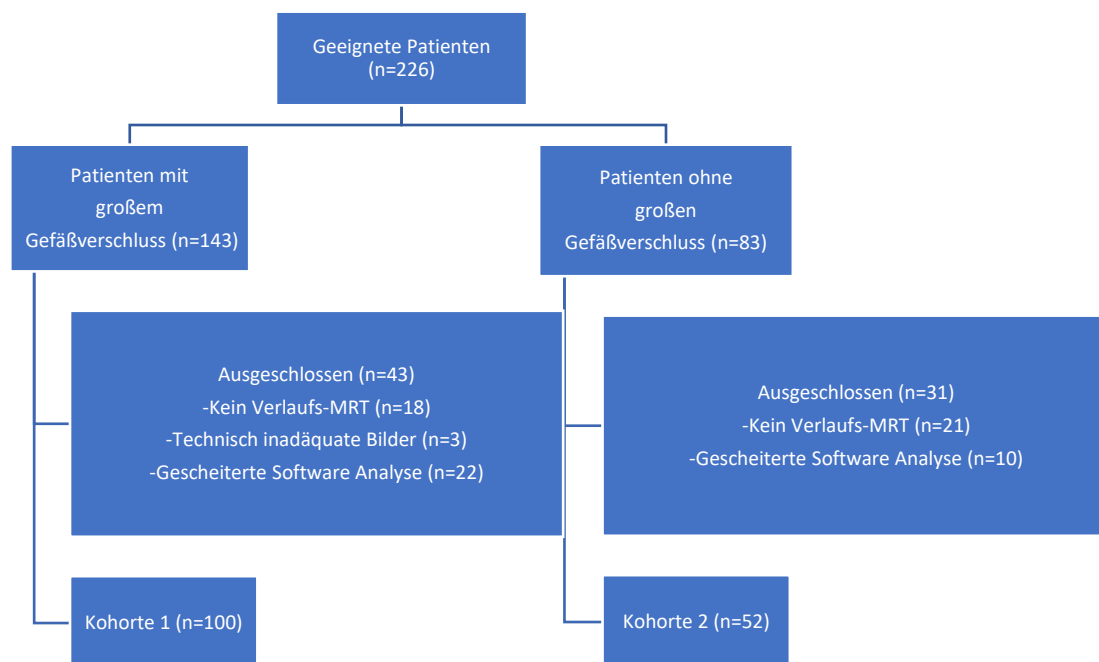 Geeignete Patienten
(n=226)
Patienten mit
großem
Gefäßverschluss (n=143)
Patienten ohne
großen
Gefäßverschluss (n=83)
Ausgeschlossen (n=43)
-Kein Verlaufs-MRT (n=18)
-Technisch inadäquate Bilder (n=3)
-Gescheiterte Software Analyse (n=22)
Ausgeschlossen (n=31)
-Kein Verlaufs-MRT (n=21)
-Gescheiterte Software Analyse (n=10)
Kohorte 1 (n=100)
Kohorte 2 (n=52)